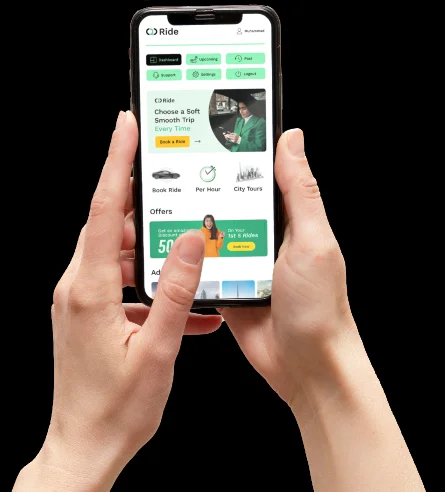 Ride
Muhammad
Dashboard
Upcoming
Past
Support
Settings
Logout
Ride
Choose a Soft
Smooth Trip
Every Time
Book a Ride
Book Ride
Per Hour
City Tours
Offers
Get an amazing
Discount
50
On Your
1st 5 Rides
Book now
Ad